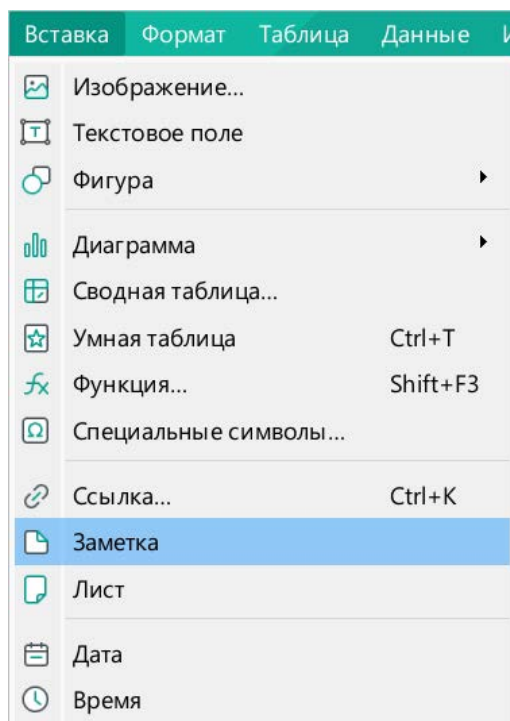 Вставка Формат Таблица Данные
Изображение...
Текстовое поле
Фигура
Диаграмма
Сводная таблица...
Умная таблица Ctrl+T
Функция... Shift+F3
Специальные символы...
Ссылка... Ctrl+K
Заметка
Лист
Дата
Время